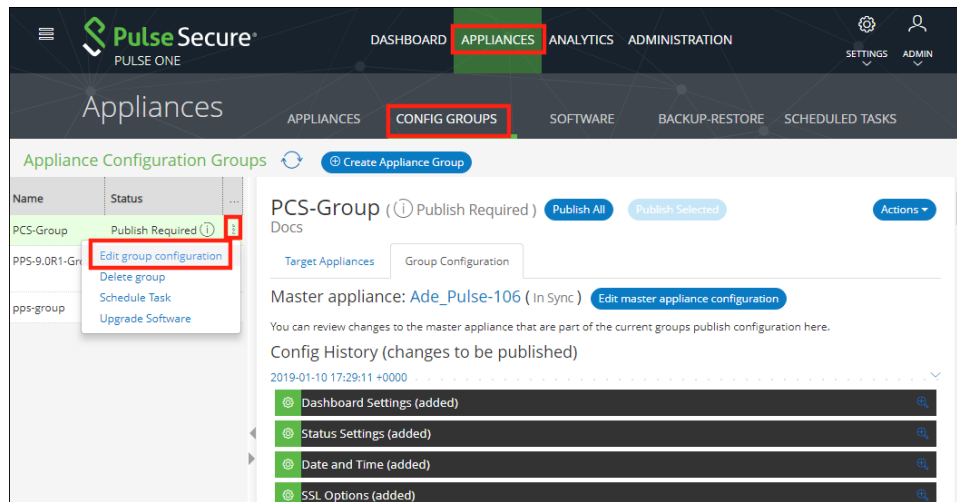 Pulse Secure®
PULSE ONE
DASHBOARD APPLIANCES ANALYTICS ADMINISTRATION
SETTINGS ADMIN
Appliances
APPLIANCES CONFIG GROUPS SOFTWARE BACKUP-RESTORE SCHEDULED TASKS
Appliance Configuration Groups
Create Appliance Group
Name Status ...
PCS-Group Publish Required
PPS-9.0R1-Gr
pps-group
Edit group configuration
Delete group
Schedule Task
Upgrade Software
PCS-Group ( Publish Required ) Publish All Publish Selected Actions
Docs
Target Appliances Group Configuration
Master appliance: Ade_Pulse-106 ( In Sync ) Edit master appliance configuration
You can review changes to the master appliance that are part of the current groups publish configuration here.
Config History (changes to be published)
2019-01-10 17:29:11 +0000
Dashboard Settings (added)
Status Settings (added)
Date and Time (added)
SSL Options (added)